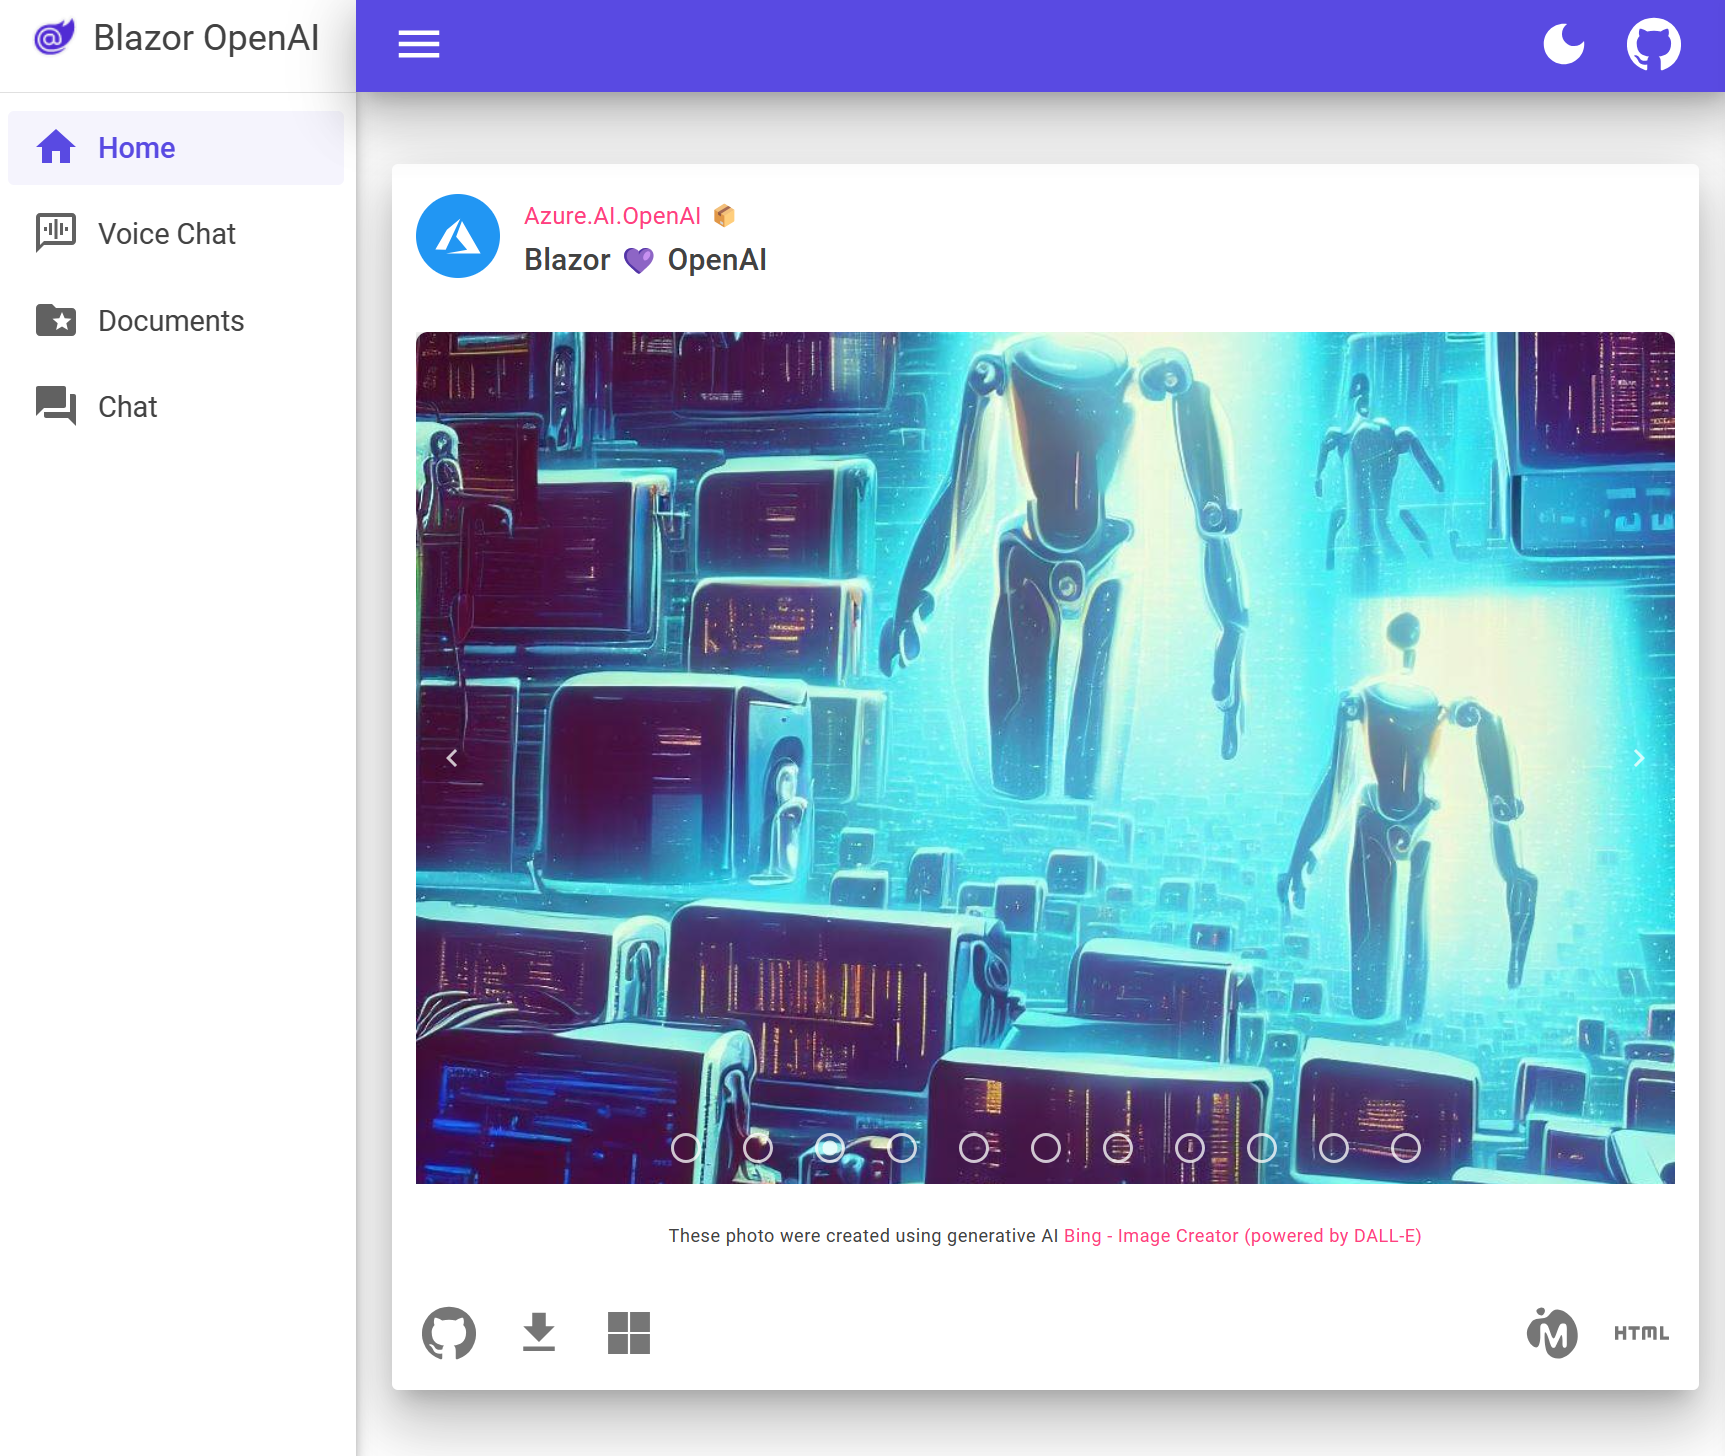 Blazor OpenAI
Home
Voice Chat
Documents
Chat
Azure.AI.OpenAI 📦
Blazor 💜 OpenAI
These photo were created using generative AI Bing - Image Creator (powered by DALL-E)
M
HTML